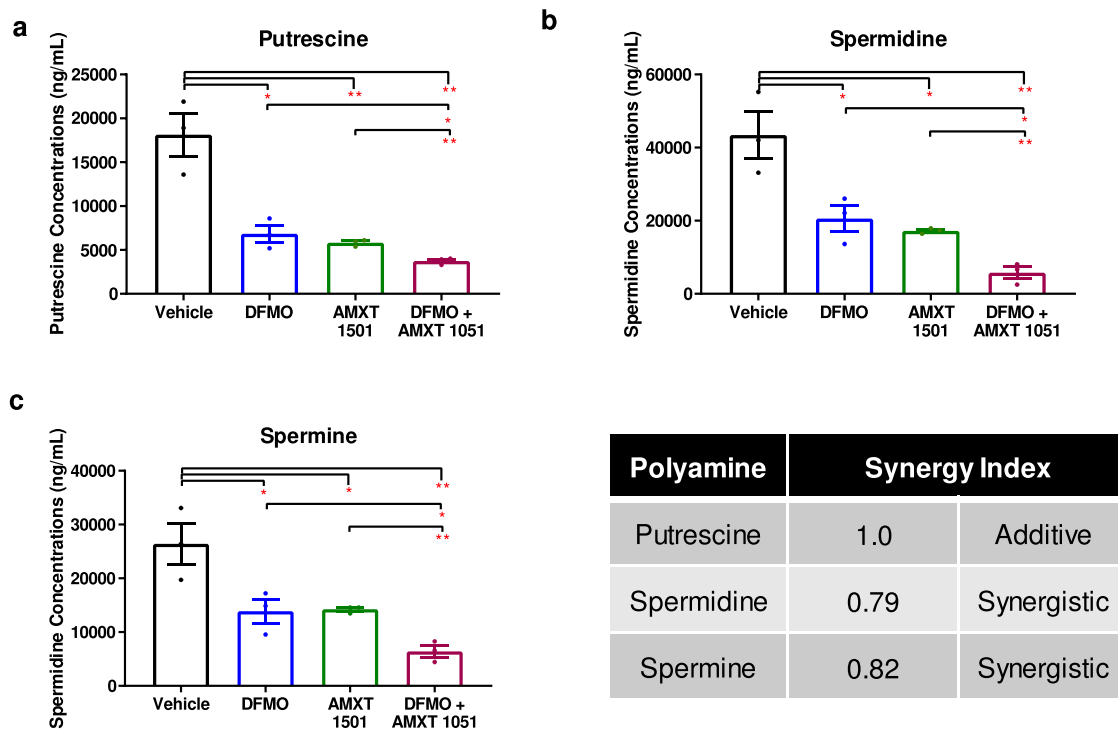 a
Putrescine
Putrescine Concentrations (ng/mL)
25000
20000
15000
10000
5000
0
* ** **
*
**
Vehicle DFMO AMXT 1501 DFMO + AMXT 1051
b
Spermidine
Spermidine Concentrations (ng/mL)
60000
40000
20000
0
* * **
*
**
Vehicle DFMO AMXT 1501 DFMO + AMXT 1051
c
Spermine
Spermidine Concentrations (ng/mL)
40000
30000
20000
10000
0
* * **
*
**
Vehicle DFMO AMXT 1501 DFMO + AMXT 1051
Polyamine Synergy Index
Putrescine 1.0 Additive
Spermidine 0.79 Synergistic
Spermine 0.82 Synergistic